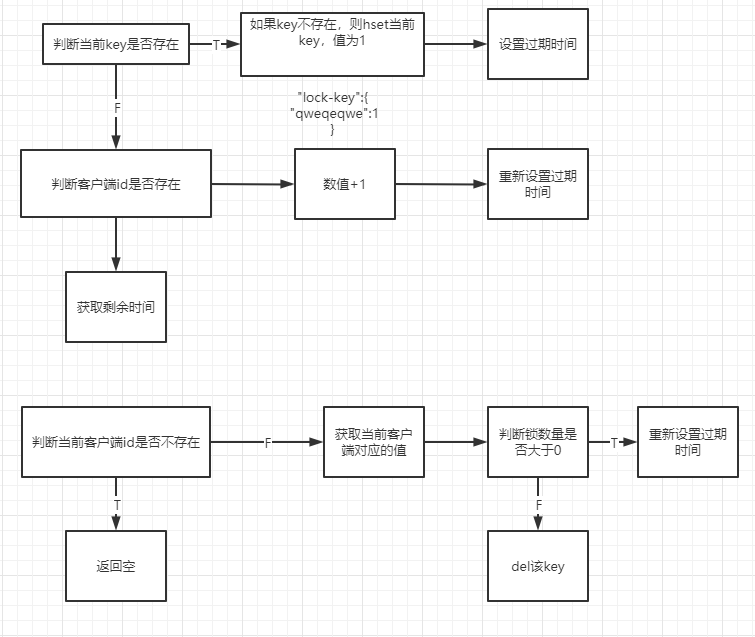 判断当前key是否存在
T
如果key不存在，则hset当前
key，值为1
设置过期时间
F
"lock-key":{
"qweqeqwe":1
}
判断客户端id是否存在
数值+1
重新设置过期
时间
获取剩余时间
判断当前客户端id是否不存在
F
获取当前客户
端对应的值
判断锁数量是
否大于0
T
重新设置过期
时间
T
F
返回空
del该key